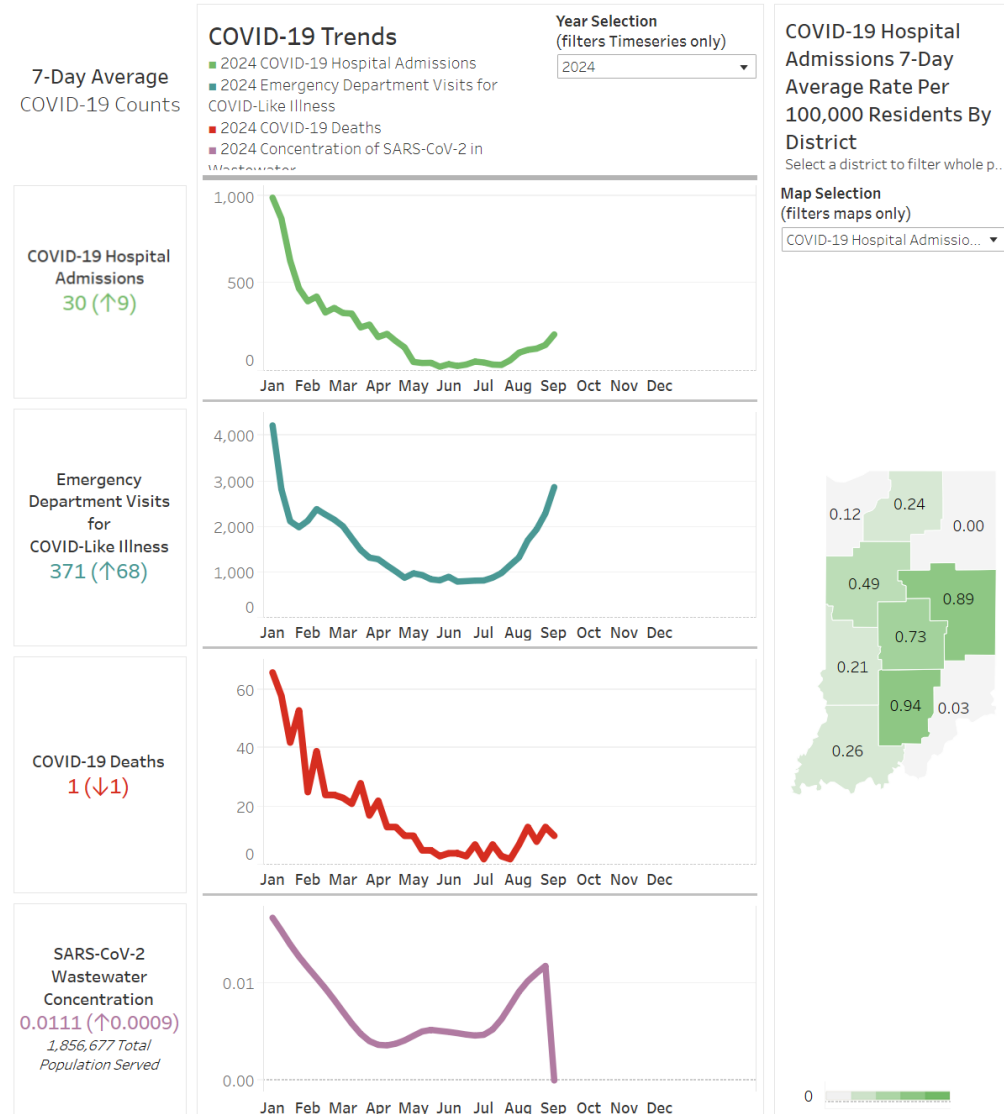 7-Day Average
COVID-19 Counts
COVID-19 Trends
2024 COVID-19 Hospital Admissions
2024 Emergency Department Visits for
COVID-Like Illness
2024 COVID-19 Deaths
2024 Concentration of SARS-CoV-2 in
Wastewater
Year Selection
(filters Timeseries only)
2024
COVID-19 Hospital
Admissions
30 (↑9)
1,000
500
0
Jan Feb Mar Apr May Jun Jul Aug Sep Oct Nov Dec
Emergency
Department Visits
for
COVID-Like Illness
371 (↑68)
4,000
3,000
2,000
1,000
0
Jan Feb Mar Apr May Jun Jul Aug Sep Oct Nov Dec
COVID-19 Deaths
1 (↓1)
60
40
20
0
Jan Feb Mar Apr May Jun Jul Aug Sep Oct Nov Dec
SARS-CoV-2
Wastewater
Concentration
0.0111 (↑0.0009)
1,856,677 Total
Population Served
0.01
0.00
Jan Feb Mar Apr May Jun Jul Aug Sep Oct Nov Dec
COVID-19 Hospital
Admissions 7-Day
Average Rate Per
100,000 Residents By
District
Select a district to filter whole p..
Map Selection
(filters maps only)
COVID-19 Hospital Admissio...
0.12
0.24
0.00
0.49
0.89
0.73
0.21
0.94
0.03
0.26
0